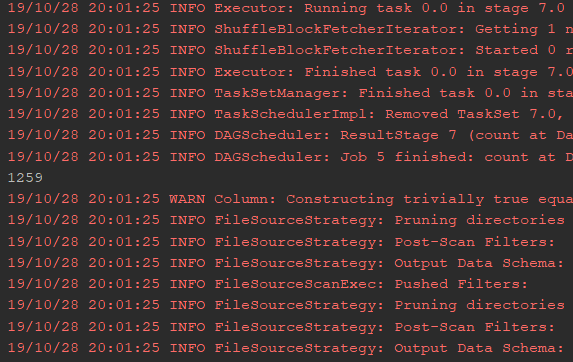 19/10/28 20:01:25 INFO Executor: Running task 0.0 in stage 7.0
19/10/28 20:01:25 INFO ShuffleBlockFetcherIterator: Getting 1 n
19/10/28 20:01:25 INFO ShuffleBlockFetcherIterator: Started 0 r
19/10/28 20:01:25 INFO Executor: Finished task 0.0 in stage 7.0
19/10/28 20:01:25 INFO TaskSetManager: Finished task 0.0 in sta
19/10/28 20:01:25 INFO TaskSchedulerImpl: Removed TaskSet 7.0,
19/10/28 20:01:25 INFO DAGScheduler: ResultStage 7 (count at Da
19/10/28 20:01:25 INFO DAGScheduler: Job 5 finished: count at D
1259
19/10/28 20:01:25 WARN Column: Constructing trivially true equa
19/10/28 20:01:25 INFO FileSourceStrategy: Pruning directories
19/10/28 20:01:25 INFO FileSourceStrategy: Post-Scan Filters:
19/10/28 20:01:25 INFO FileSourceStrategy: Output Data Schema:
19/10/28 20:01:25 INFO FileSourceScanExec: Pushed Filters:
19/10/28 20:01:25 INFO FileSourceStrategy: Pruning directories
19/10/28 20:01:25 INFO FileSourceStrategy: Post-Scan Filters:
19/10/28 20:01:25 INFO FileSourceStrategy: Output Data Schema: